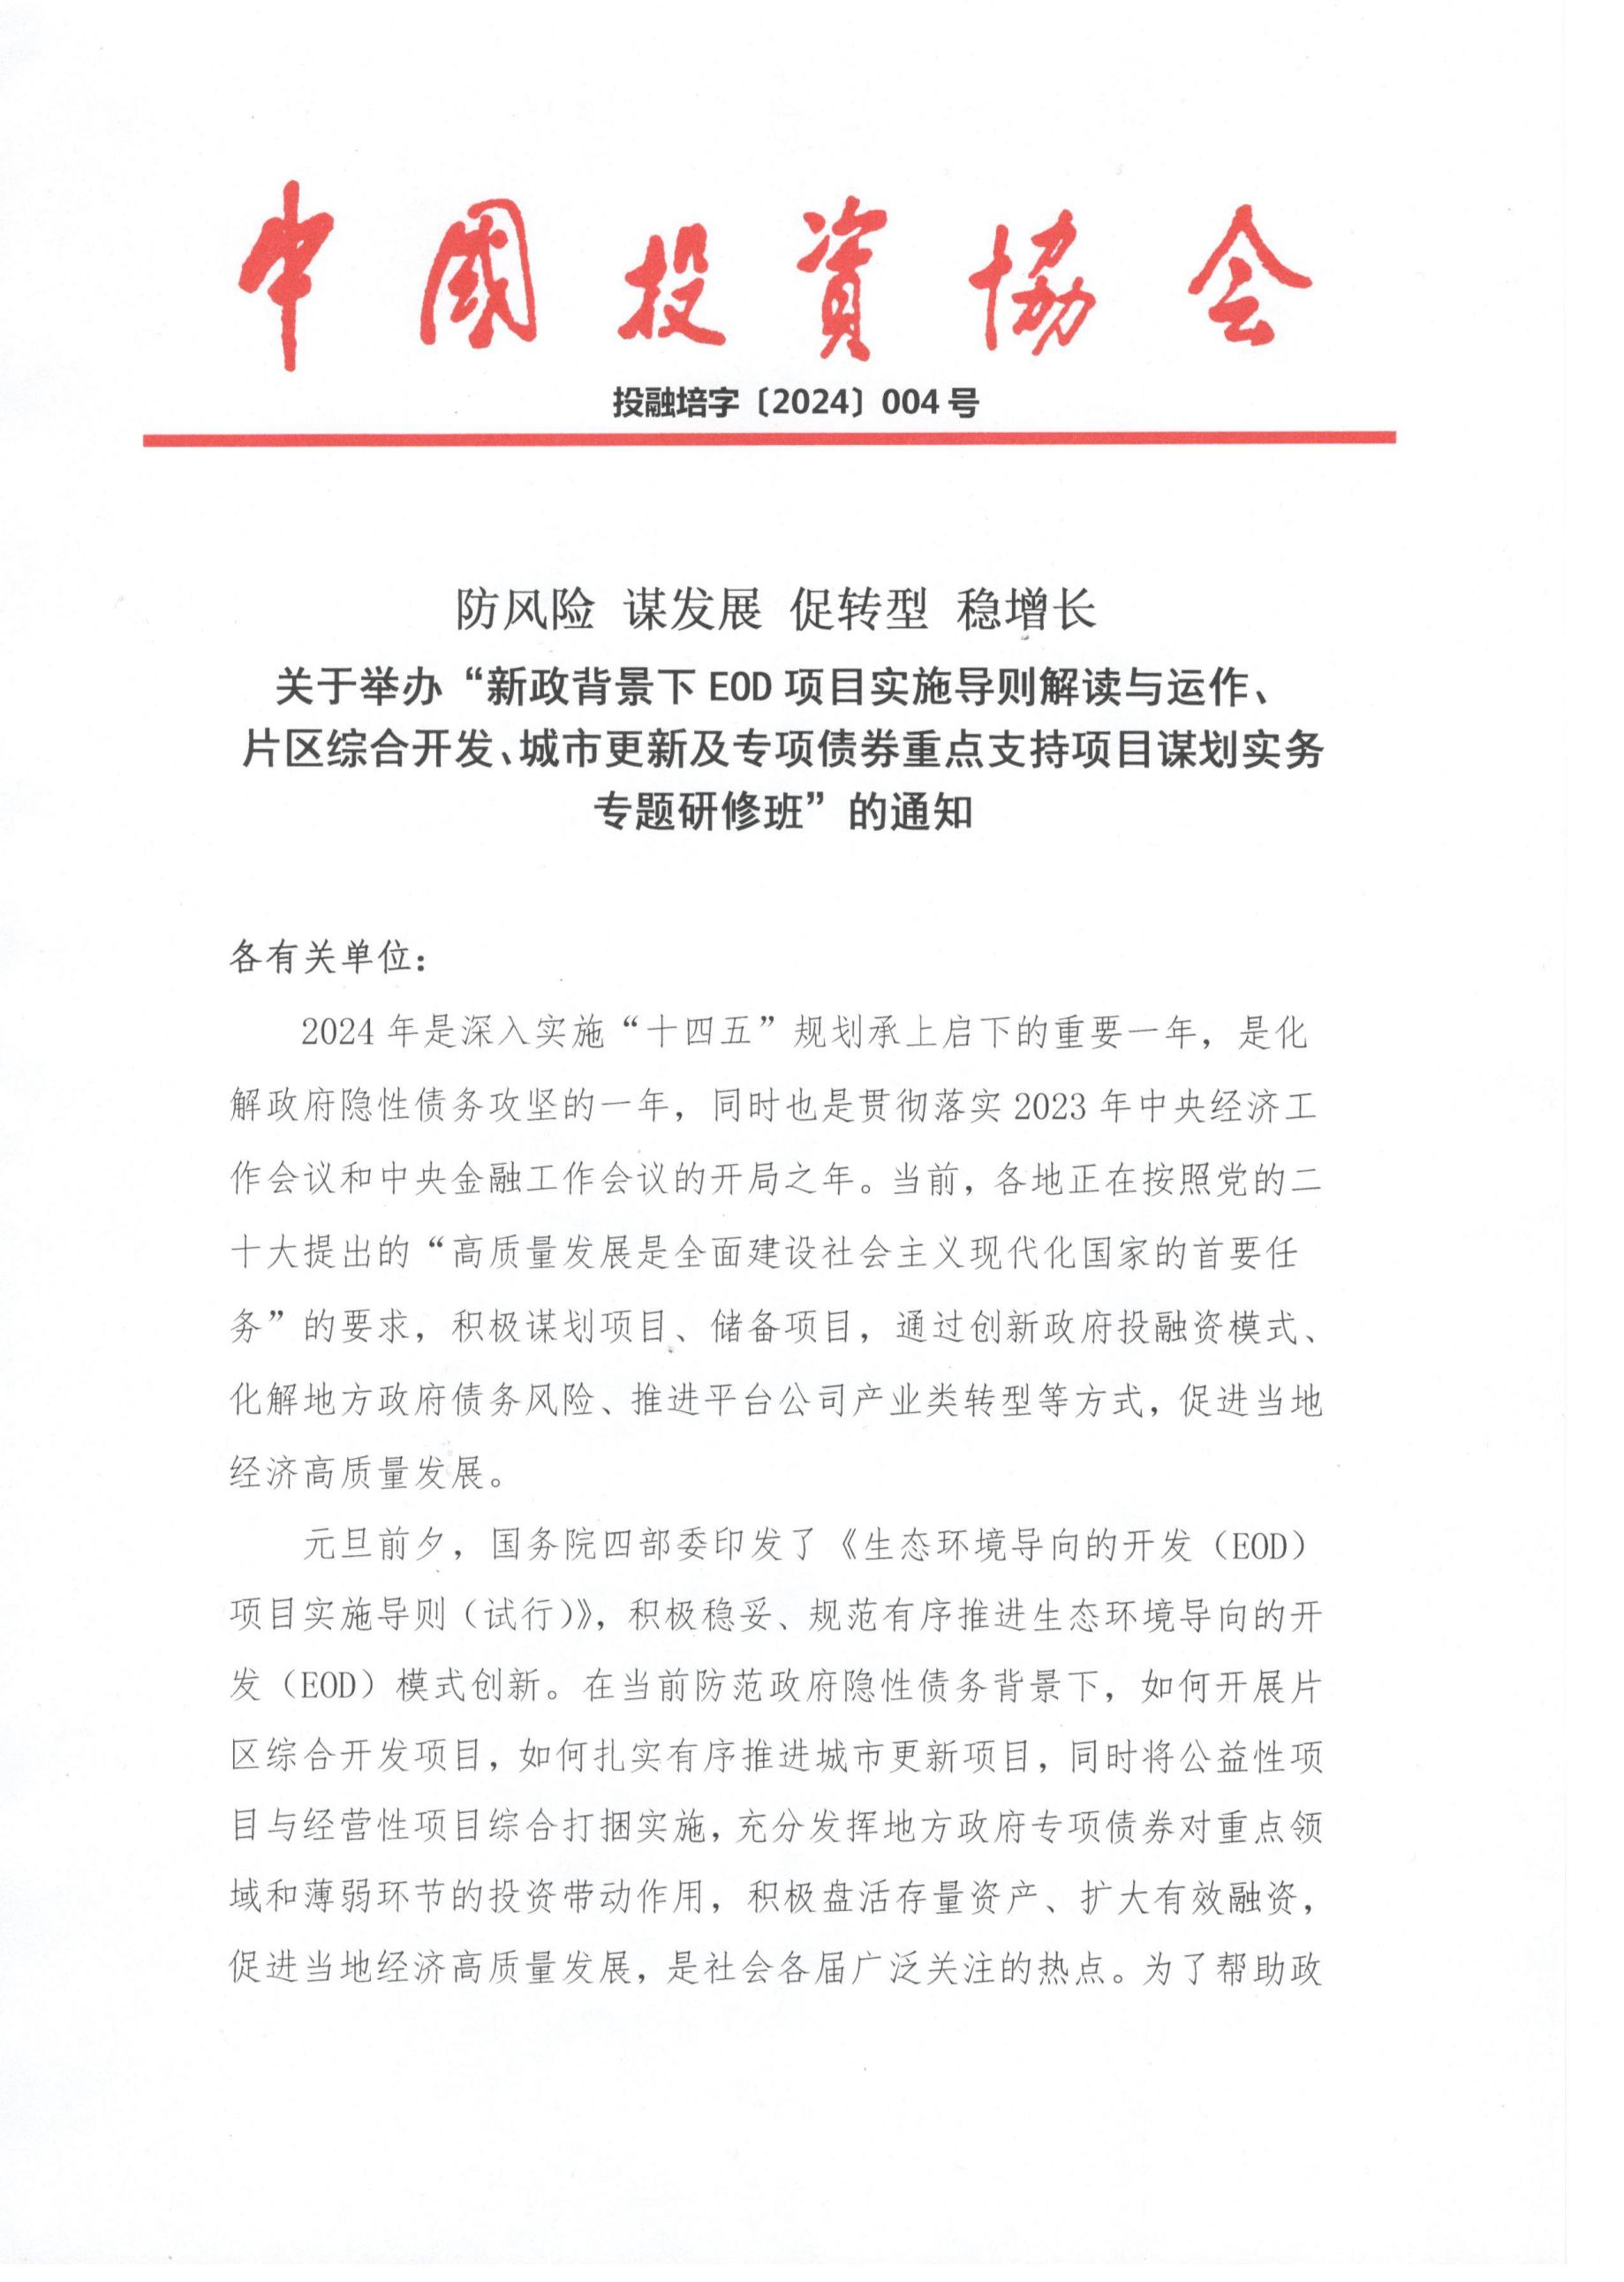 中國投資協会
投融培字〔2024〕004号
防风险 谋发展 促转型 稳增长
关于举办“新政背景下EOD项目实施导则解读与运作、
片区综合开发、城市更新及专项债券重点支持项目谋划实务
专题研修班”的通知
各有关单位：
2024年是深入实施“十四五”规划承上启下的重要一年，是化
解政府隐性债务攻坚的一年，同时也是贯彻落实2023年中央经济工
作会议和中央金融工作会议的开局之年。当前，各地正在按照党的二
十大提出的“高质量发展是全面建设社会主义现代化国家的首要任
务”的要求，积极谋划项目、储备项目，通过创新政府投融资模式、
化解地方政府债务风险、推进平台公司产业类转型等方式，促进当地
经济高质量发展。
元旦前夕，国务院四部委印发了《生态环境导向的开发（EOD）
项目实施导则（试行）》，积极稳妥、规范有序推进生态环境导向的开
发（EOD）模式创新。在当前防范政府隐性债务背景下，如何开展片
区综合开发项目，如何扎实有序推进城市更新项目，同时将公益性项
目与经营性项目综合打捆实施，充分发挥地方政府专项债券对重点领
域和薄弱环节的投资带动作用，积极盘活存量资产、扩大有效融资，
促进当地经济高质量发展，是社会各届广泛关注的热点。为了帮助政